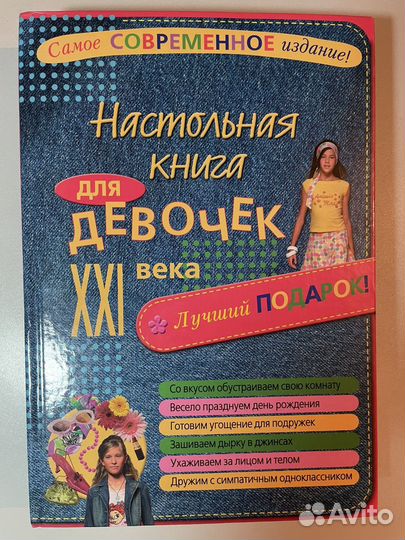 Самое СОВРЕМЕННОЕ издание!
Настольная
книга
для
ДЕВОЧЕК
XXI века
Лучший ПОДАРОК!
Со вкусом обустраиваем свою комнату
Весело празднуем день рождения
Готовим угощение для подружек
Зашиваем дырку в джинсах
Ухаживаем за лицом и телом
Дружим с симпатичным одноклассником
Avito